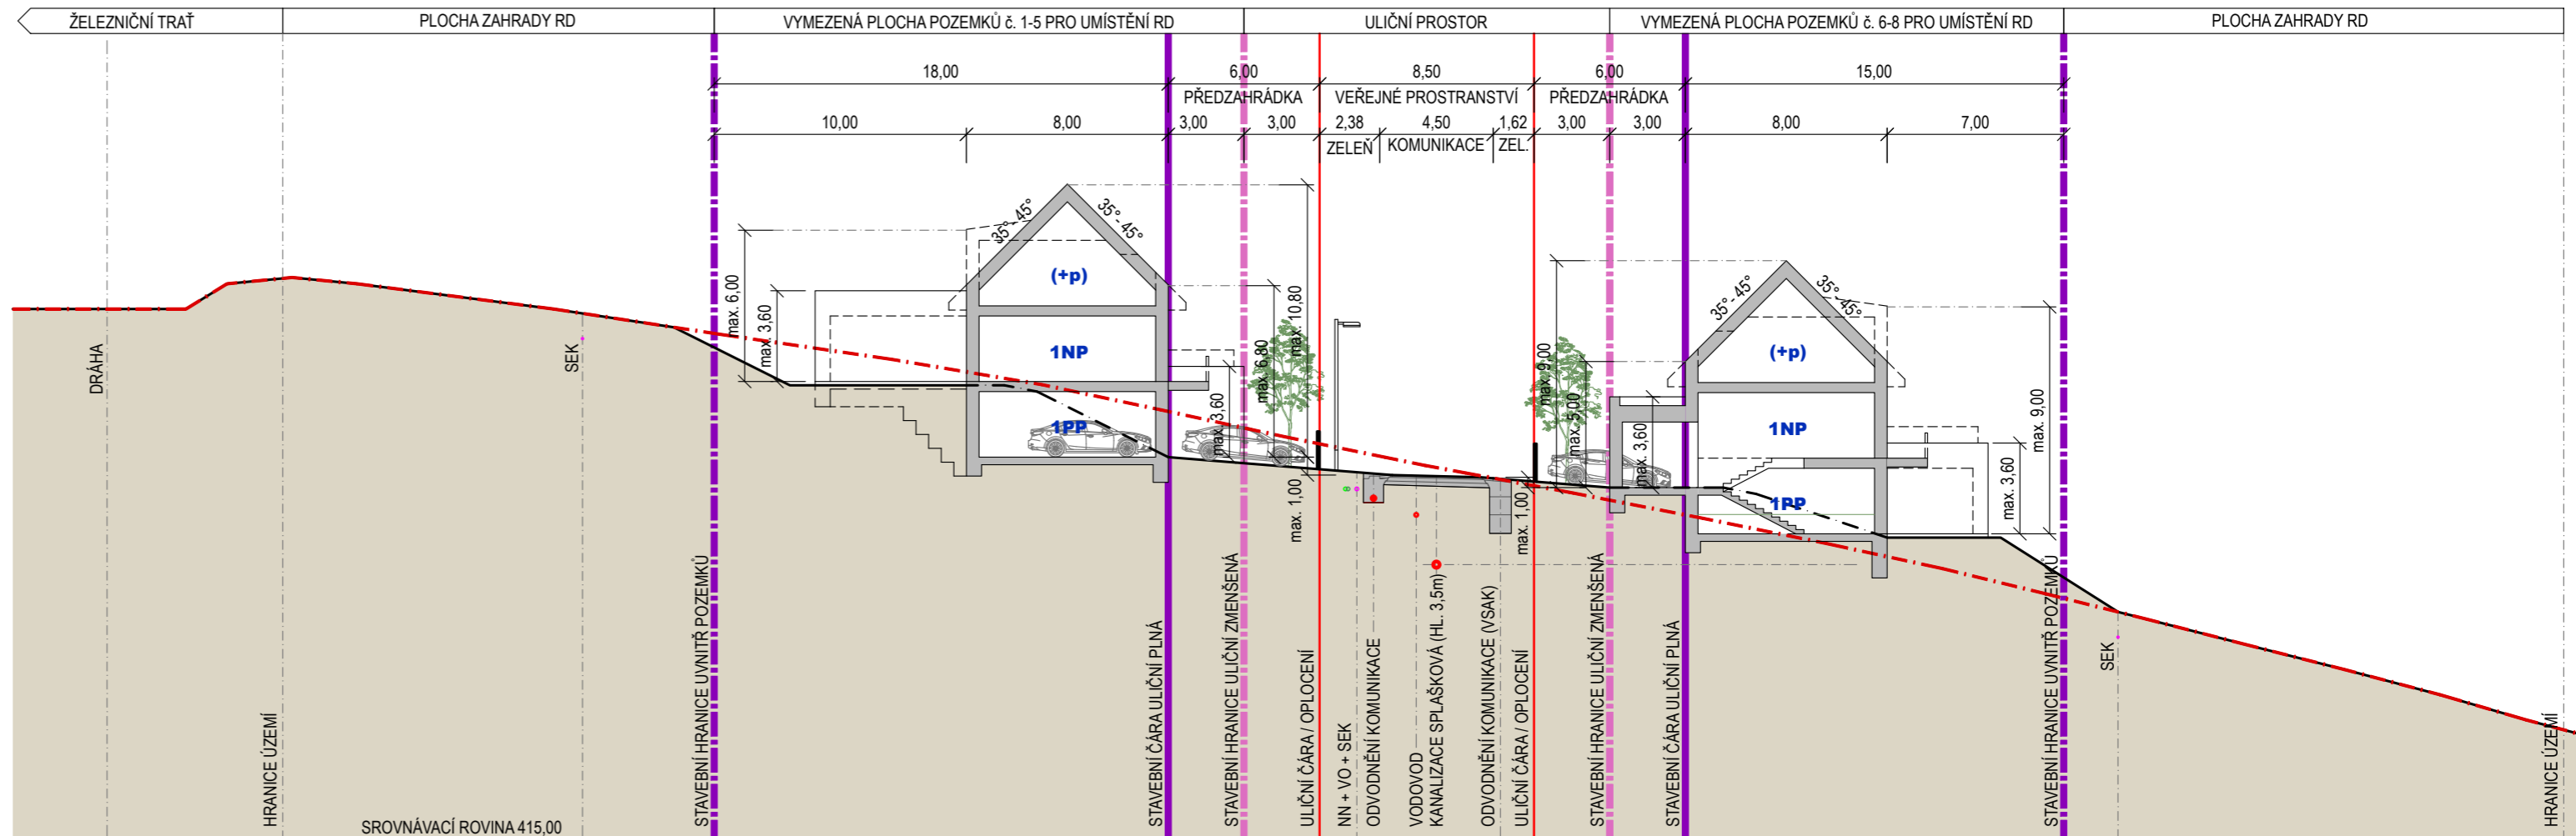 ŽELEZNIČNÍ TRAŤ
PLOCHA ZAHRADY RD
VYMEZENÁ PLOCHA POZEMKŮ č. 1-5 PRO UMÍSTĚNÍ RD
ULIČNÍ PROSTOR
VYMEZENÁ PLOCHA POZEMKŮ č. 6-8 PRO UMÍSTĚNÍ RD
PLOCHA ZAHRADY RD
18,00
6,00
8,50
6,00
15,00
PŘEDZAHRÁDKA
VEŘEJNÉ PROSTRANSTVÍ
PŘEDZAHRÁDKA
10,00
8,00
3,00
3,00
2,38
4,50
1,62
3,00
3,00
8,00
7,00
ZELEŇ
KOMUNIKACE
ZEL.
35°- 45°
35°- 45°
35°- 45°
35°- 45°
max. 6,00
max. 3,60
(+p)
1NP
1PP
max. 3,60
max. 6,80
max. 10,80
max. 1,00
max. 9,00
max. 5,00
max. 3,60
max. 1,00
(+p)
1NP
1PP
max. 3,60
max. 9,00
DRÁHA
HRANICE ÚZEMÍ
SEK
STAVEBNÍ HRANICE UVNITŘ POZEMKŮ
STAVEBNÍ ČÁRA ULIČNÍ PLNÁ
STAVEBNÍ HRANICE ULIČNÍ ZMENŠENÁ
ULIČNÍ ČÁRA / OPLOCENÍ
NN + VO + SEK
ODVODNĚNÍ KOMUNIKACE
VODOVOD
KANALIZACE SPLAŠKOVÁ (HL. 3,5m)
ODVODNĚNÍ KOMUNIKACE (VSAK)
ULIČNÍ ČÁRA / OPLOCENÍ
STAVEBNÍ HRANICE ULIČNÍ ZMENŠENÁ
STAVEBNÍ ČÁRA ULIČNÍ PLNÁ
STAVEBNÍ HRANICE UVNITŘ POZEMKŮ
SEK
HRANICE ÚZEMÍ
SROVNÁVACÍ ROVINA 415,00